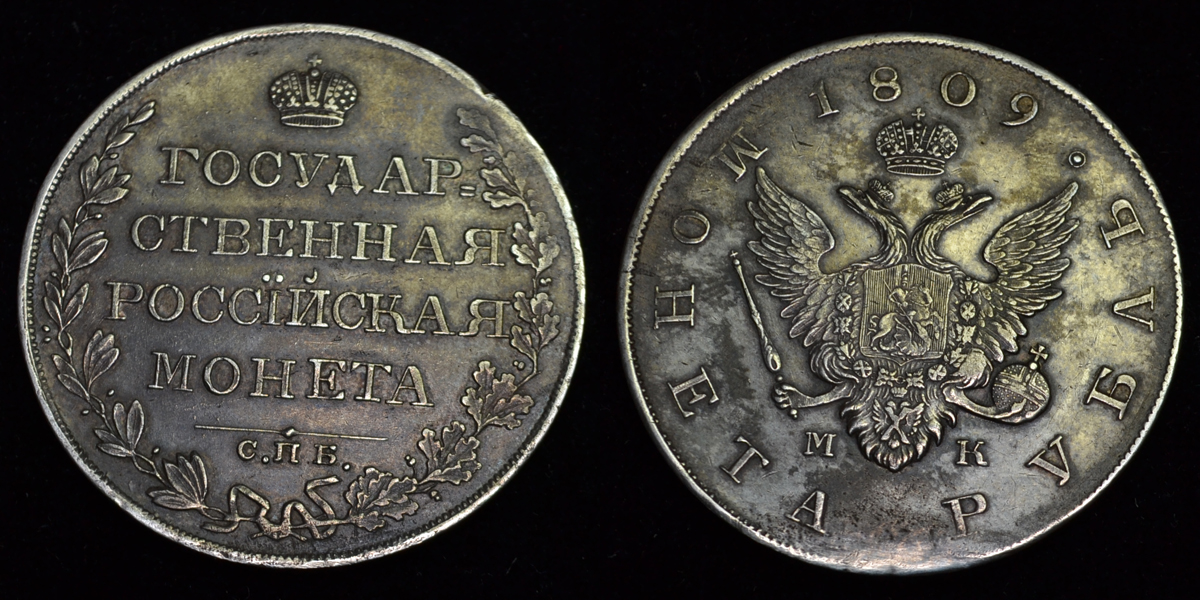 ГОСУДАР=
СТВЕННАЯ
РОССІЙСКАЯ
МОНЕТА
С.П.Б.
МОНЕТА РУБЛЬ. 1809
М К